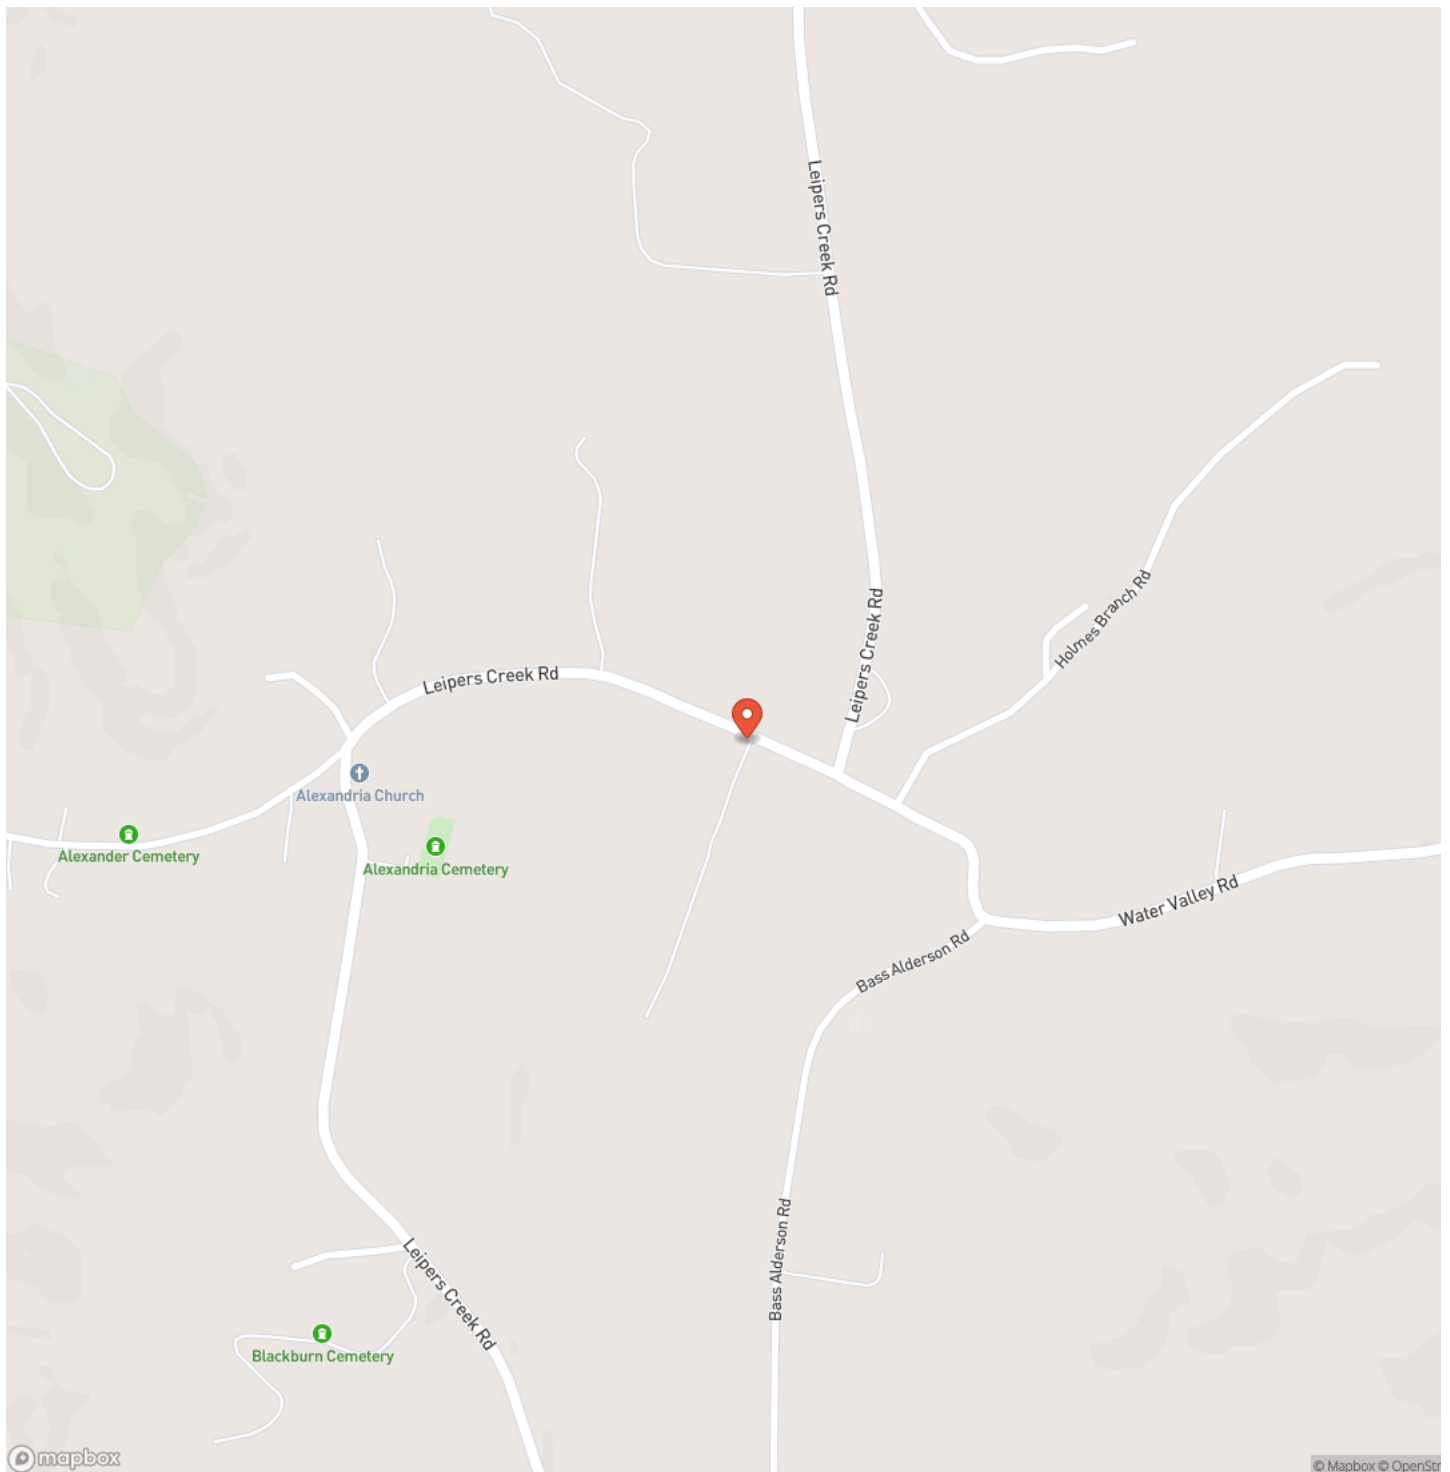 Leipers Creek Rd
Leipers Creek Rd
Holmes Branch Rd
Leipers Creek Rd
Alexandria Church
Alexander Cemetery
Alexandria Cemetery
Water Valley Rd
Bass Alderson Rd
Bass Alderson Rd
Leipers Creek Rd
Blackburn Cemetery
mapbox
© Mapbox © OpenStr